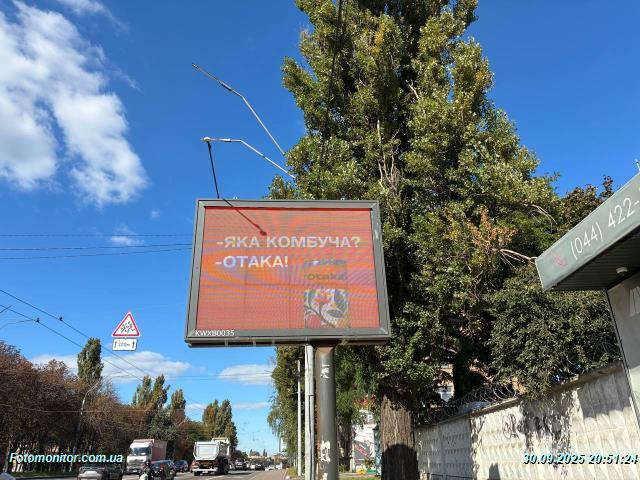 -ЯКА КОМБУЧА?
-ОТАКА!
ОТАКА
KWXB0035
(044) 422-
Fotomonitor.com.ua
30.09.2025 20:51:24